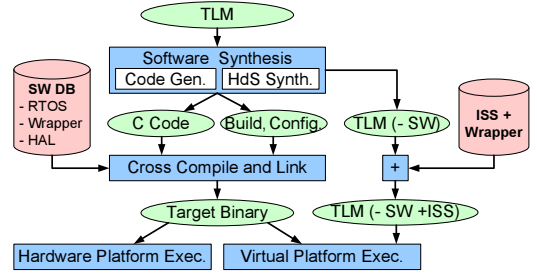 TLM
Software Synthesis
Code Gen.
HdS Synth.
SW DB
- RTOS
- Wrapper
- HAL
C Code
Build, Config.
TLM (- SW)
ISS +
Wrapper
Cross Compile and Link
+
Target Binary
TLM (- SW +ISS)
Hardware Platform Exec.
Virtual Platform Exec.